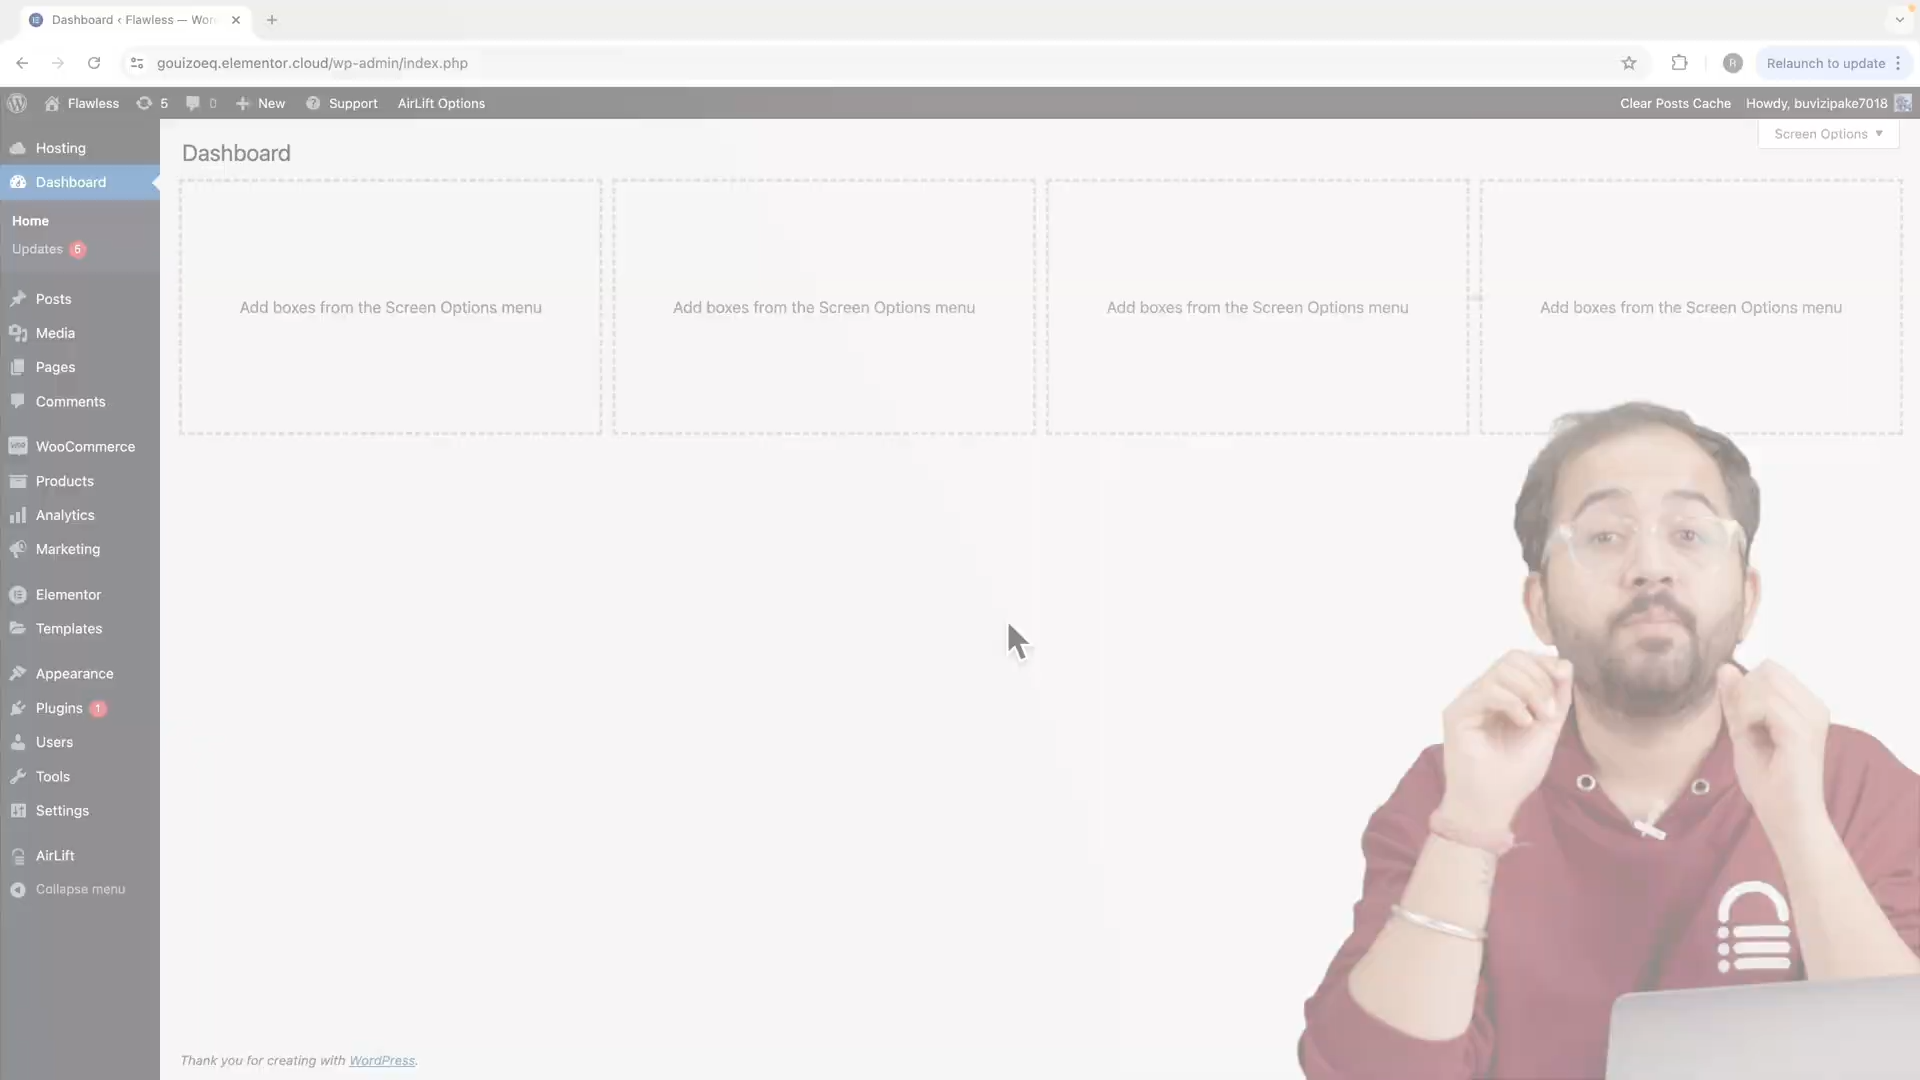 Dashboard ‹ Flawless — Wor
gouizoeq.elementor.cloud/wp-admin/index.php
R
Relaunch to update
Flawless
5
0
New
Support
AirLift Options
Clear Posts Cache
Howdy, buvizipake7018
Hosting
Dashboard
Home
Updates 5
Posts
Media
Pages
Comments
WooCommerce
Products
Analytics
Marketing
Elementor
Templates
Appearance
Plugins 1
Users
Tools
Settings
AirLift
Collapse menu
Screen Options
Dashboard
Add boxes from the Screen Options menu
Add boxes from the Screen Options menu
Add boxes from the Screen Options menu
Add boxes from the Screen Options menu
Thank you for creating with WordPress.